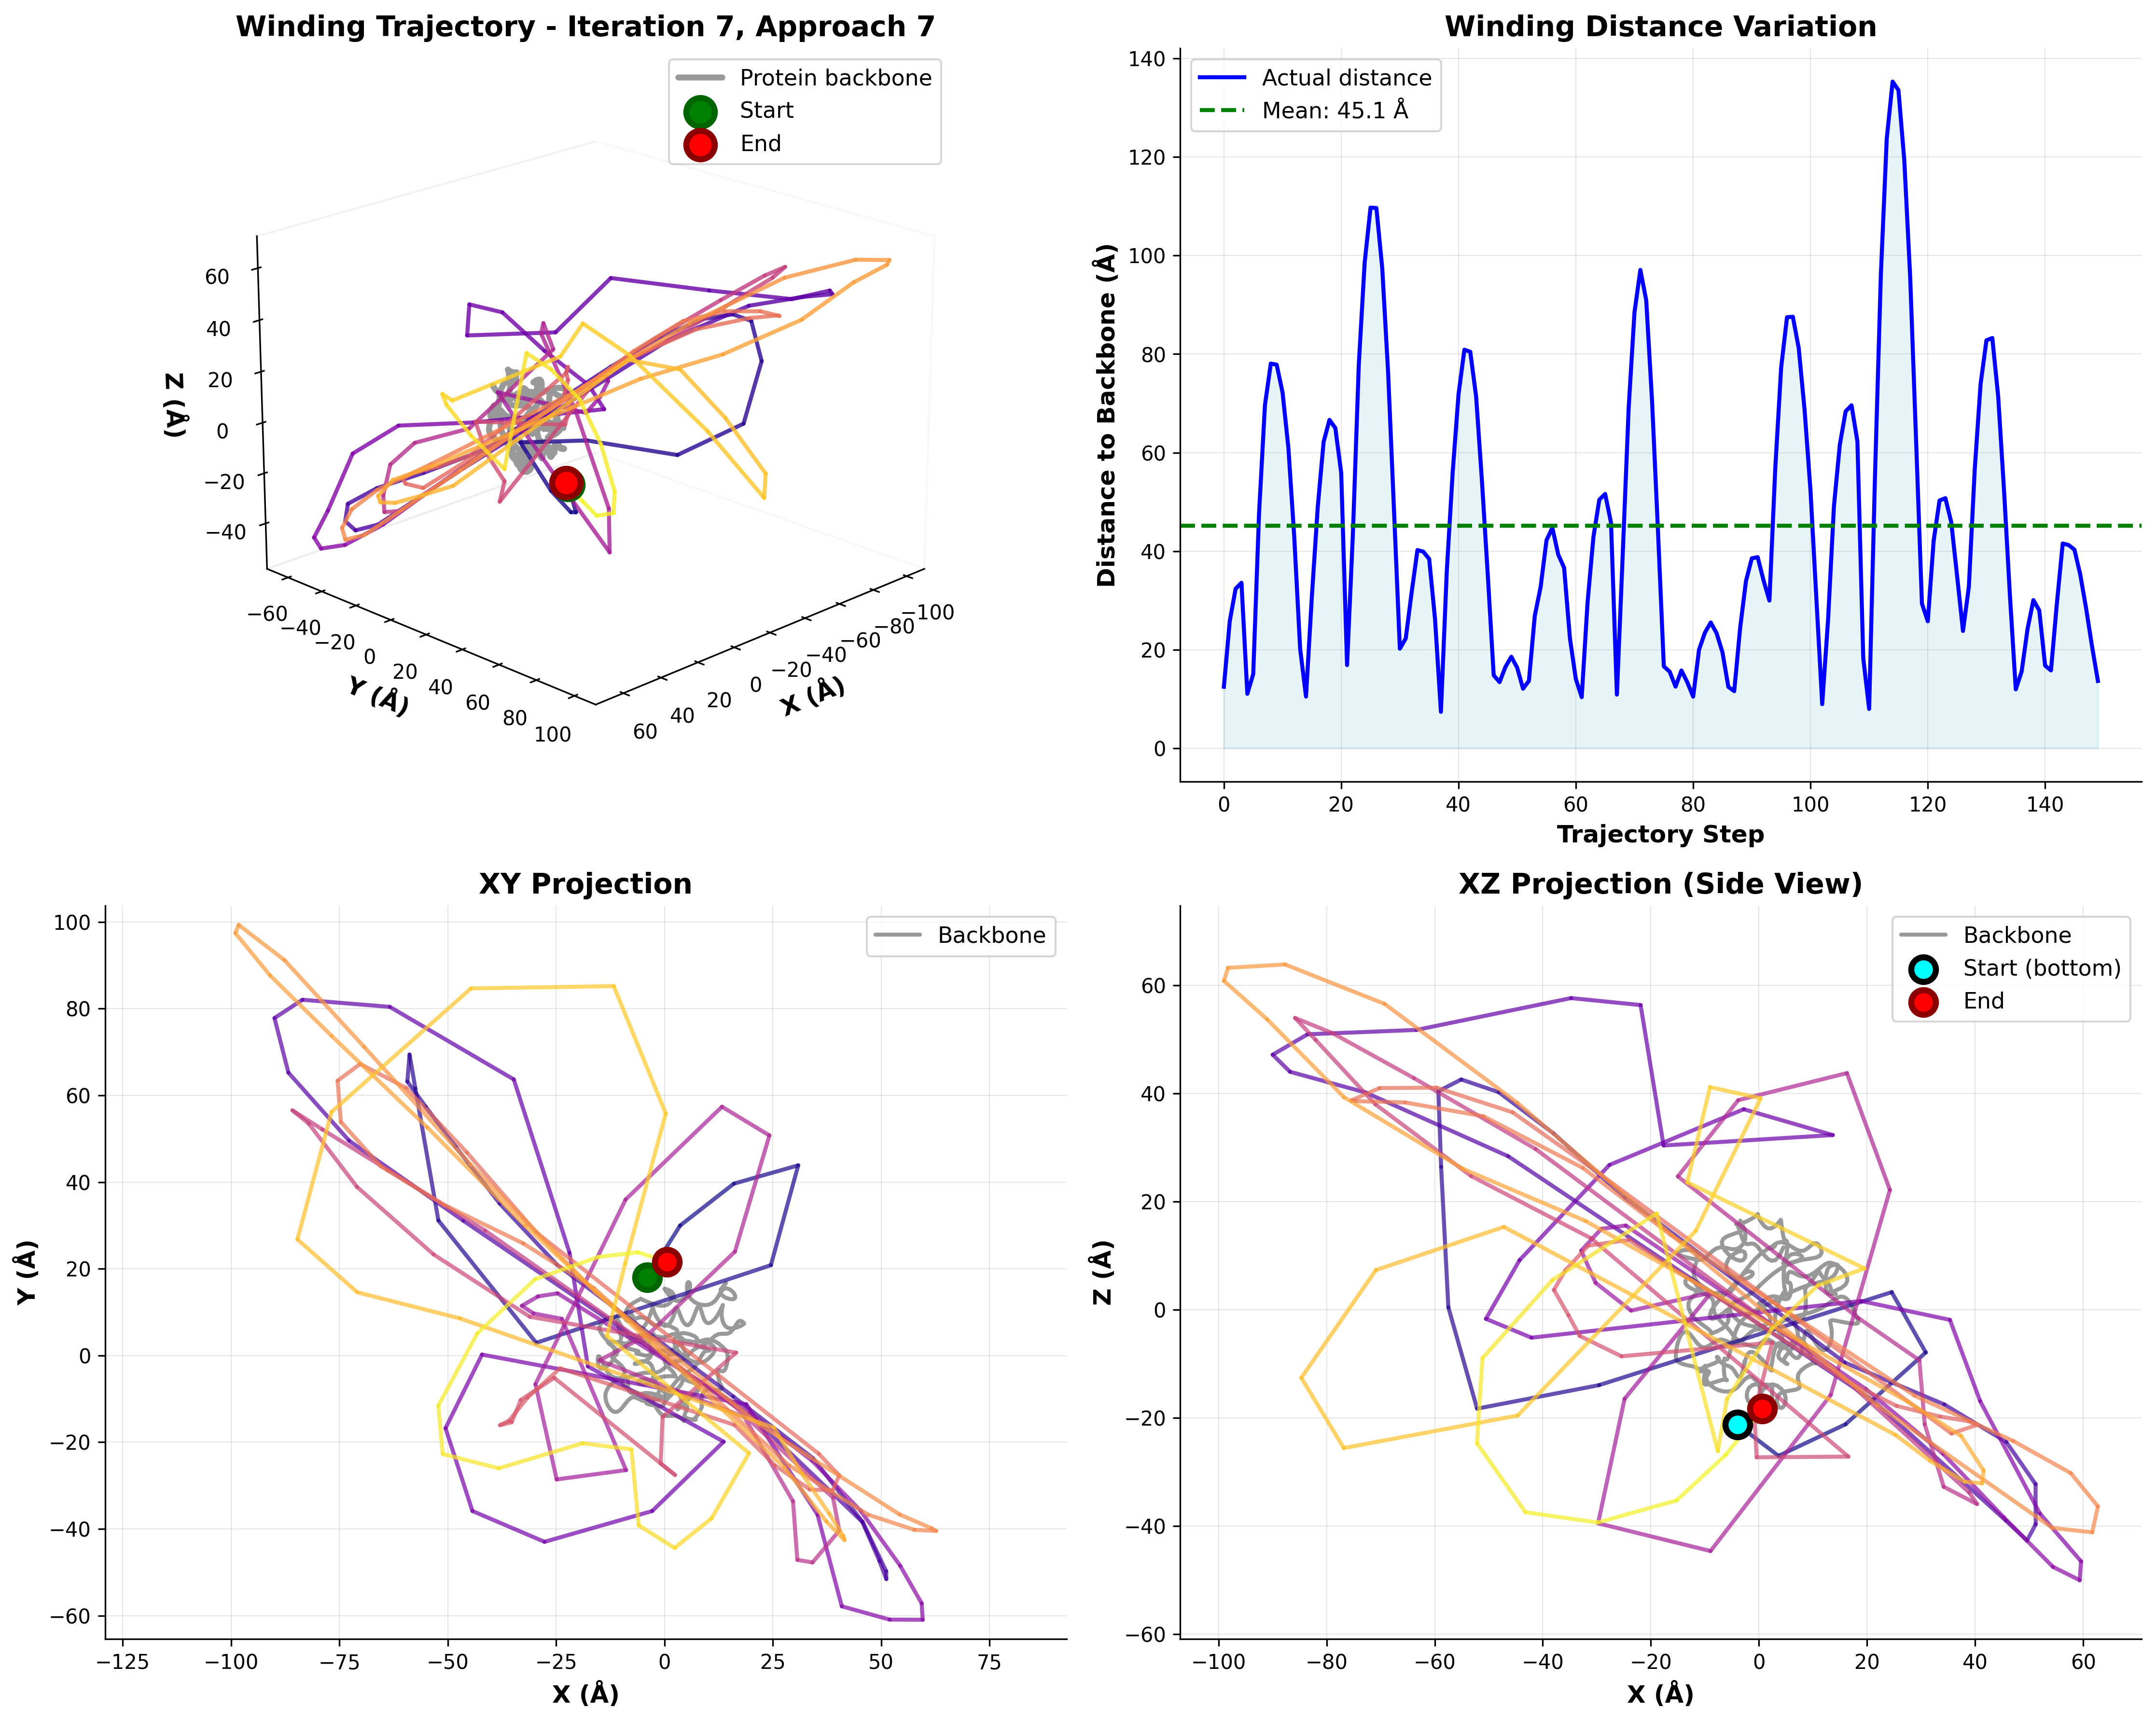 Winding Trajectory - Iteration 7, Approach 7
Protein backbone
Start
End
60
40
20
0
−20
−40
Z (Å)
−60
−40
−20
0
20
40
60
80
100
Y (Å)
60
40
20
0
−20
−40
−60
−80
−100
X (Å)
Winding Distance Variation
Actual distance
Mean: 45.1 Å
140
120
100
80
60
40
20
0
Distance to Backbone (Å)
0 20 40 60 80 100 120 140
Trajectory Step
XY Projection
Backbone
100
80
60
40
20
0
−20
−40
−60
Y (Å)
−125 −100 −75 −50 −25 0 25 50 75
X (Å)
XZ Projection (Side View)
Backbone
Start (bottom)
End
60
40
20
0
−20
−40
−60
Z (Å)
−100 −80 −60 −40 −20 0 20 40 60
X (Å)